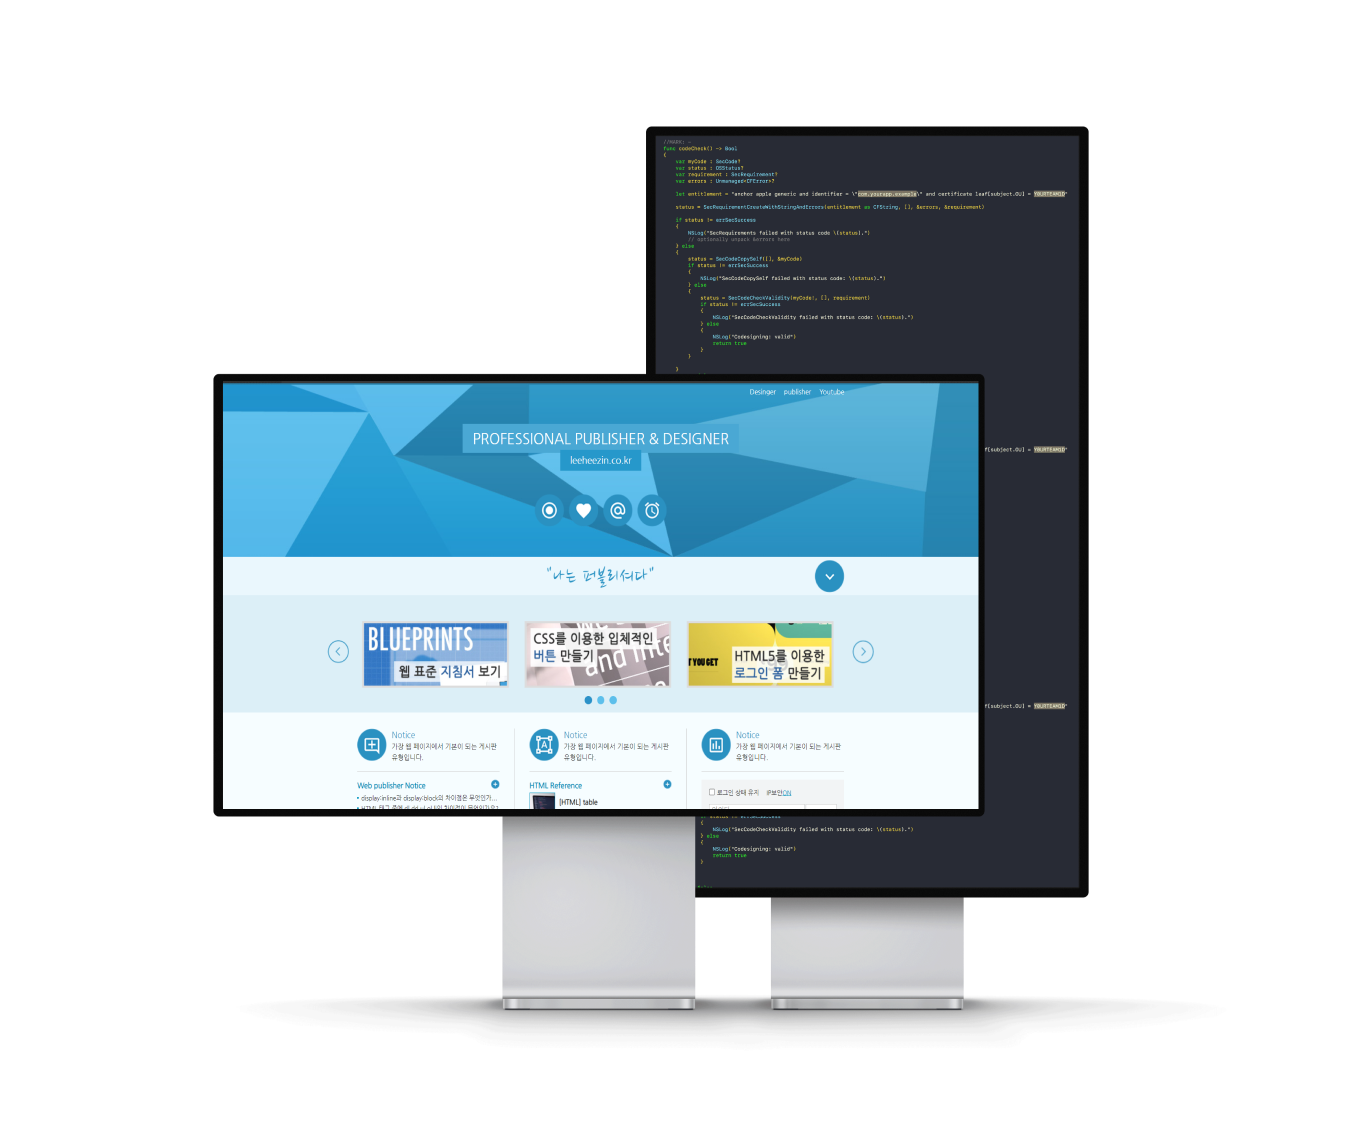 //MARK: -
func codeCheck() -> Bool
{
var myCode : SecCode?
var status : OSStatus?
var requirement : SecRequirement?
var errors : Unmanaged<CFError>?
let entitlement = "anchor apple generic and identifier = \"com.yourapp.example\" and certificate leaf[subject.OU] = YOURTEAMID"
status = SecRequirementCreateWithStringAndErrors(entitlement as CFString, [], &errors, &requirement)
if status != errSecSuccess
{
NSLog("SecRequirements failed with status code \(status).")
// optionally unpack &errors here
} else
{
status = SecCodeCopySelf([], &myCode)
if status != errSecSuccess
{
NSLog("SecCodeCopySelf failed with status code: \(status).")
} else
{
status = SecCodeCheckValidity(myCode!, [], requirement)
if status != errSecSuccess
{
NSLog("SecCodeCheckValidity failed with status code: \(status).")
} else
{
NSLog("Codesigning: valid")
return true
}
}
}
f[subject.OU] = YOURTEAMID"
f[subject.OU] = YOURTEAMID"
Desinger publisher Youtube
PROFESSIONAL PUBLISHER & DESIGNER
leeheezin.co.kr
"나는 퍼블리셔다"
BLUEPRINTS
웹 표준 지침서 보기
CSS를 이용한 입체적인
버튼 만들기
and inte
T YOU GET
HTML5를 이용한
로그인 폼 만들기
Notice
가장 웹 페이지에서 기본이 되는 게시판
유형입니다.
Notice
가장 웹 페이지에서 기본이 되는 게시판
유형입니다.
Notice
가장 웹 페이지에서 기본이 되는 게시판
유형입니다.
Web publisher Notice
display:inline과 display:block의 차이점은 무엇인가...
HTML Reference
[HTML] table
로그인 상태 유지 IP보안ON
if status != errSecSuccess
{
NSLog("SecCodeCheckValidity failed with status code: \(status).")
} else
{
NSLog("Codesigning: valid")
return true
}